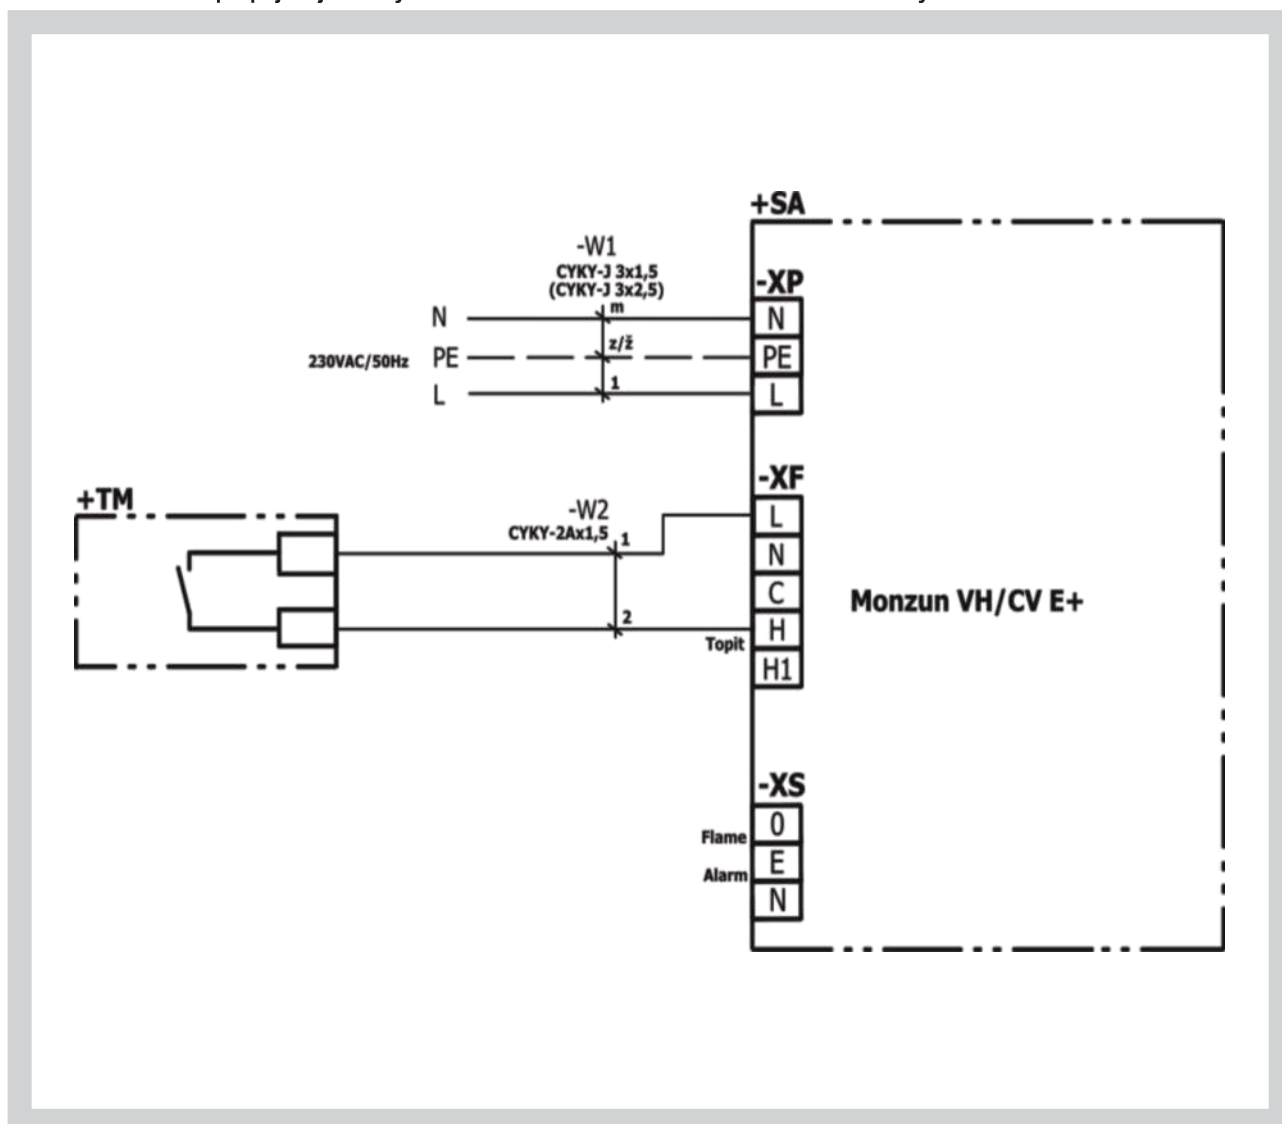 +SA
-W1
CYKY-J 3x1,5
(CYKY-J 3x2,5)
-XP
m
N
N
z/ž
230VAC/50Hz
PE
PE
1
L
L
-XF
+TM
-W2
CYKY-2Ax1,5
1
L
N
C
Monzun VH/CV E+
2
H
Topit
H1
-XS
0
Flame
E
Alarm
N